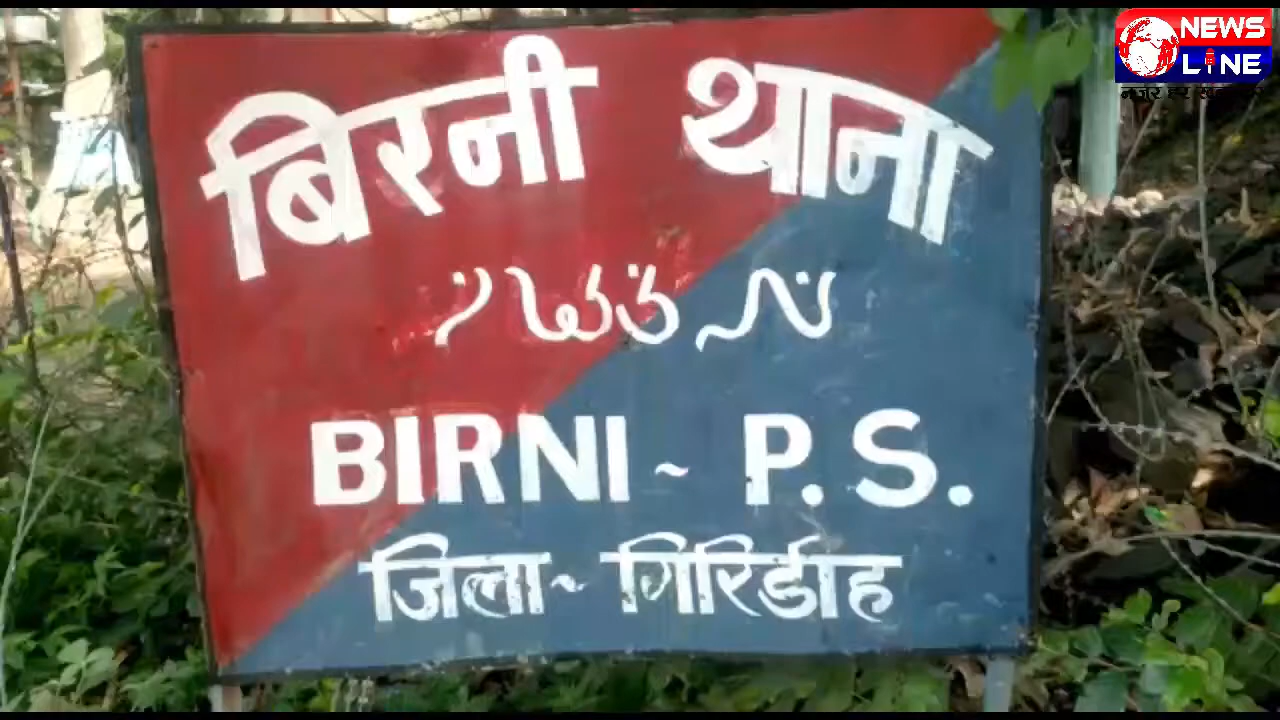 बिरनी थाना
BIRNI ~ P.S.
जिला ~ गिरिडीह
NEWS
LINE